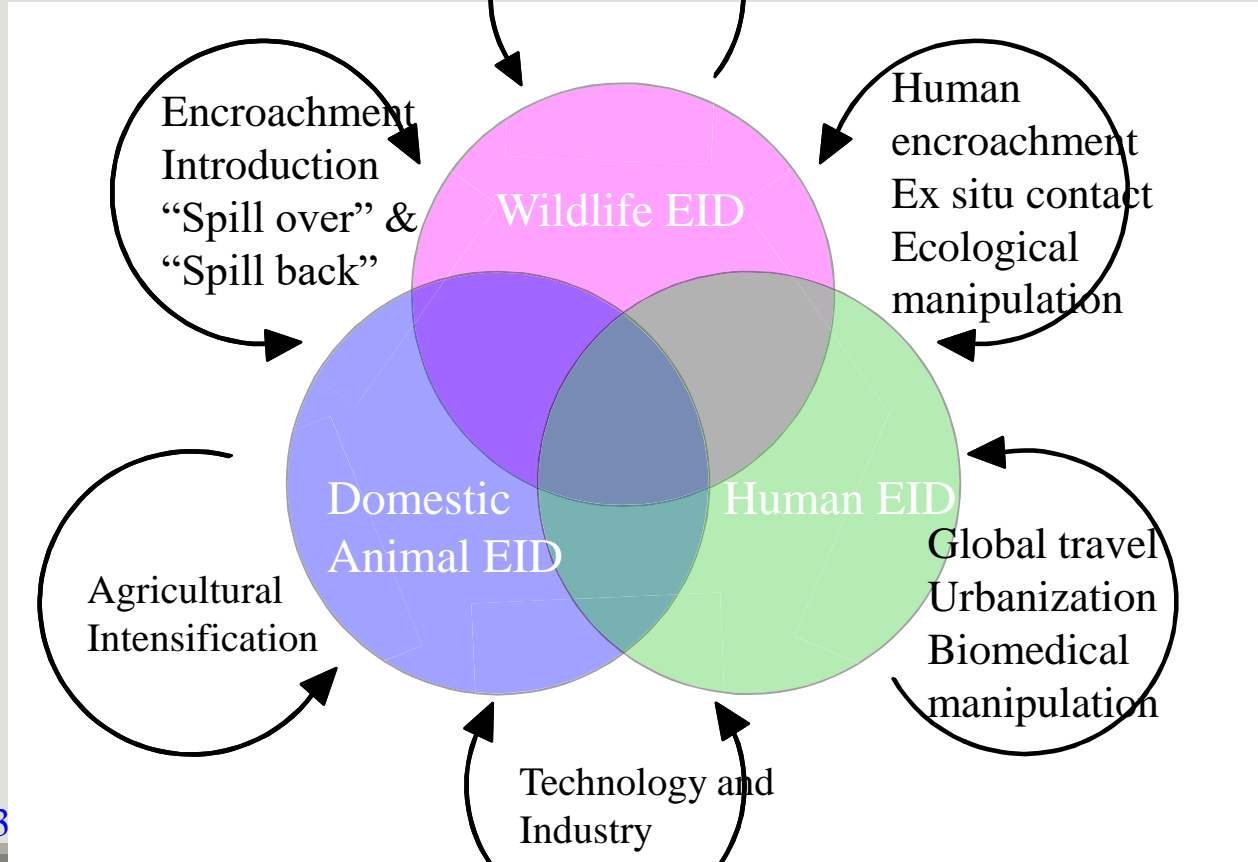 Encroachment
Introduction
“Spill over” &
“Spill back”
Human
encroachment
Ex situ contact
Ecological
manipulation
Wildlife EID
Domestic
Animal EID
Human EID
Agricultural
Intensification
Global travel
Urbanization
Biomedical
manipulation
Technology and
Industry
3